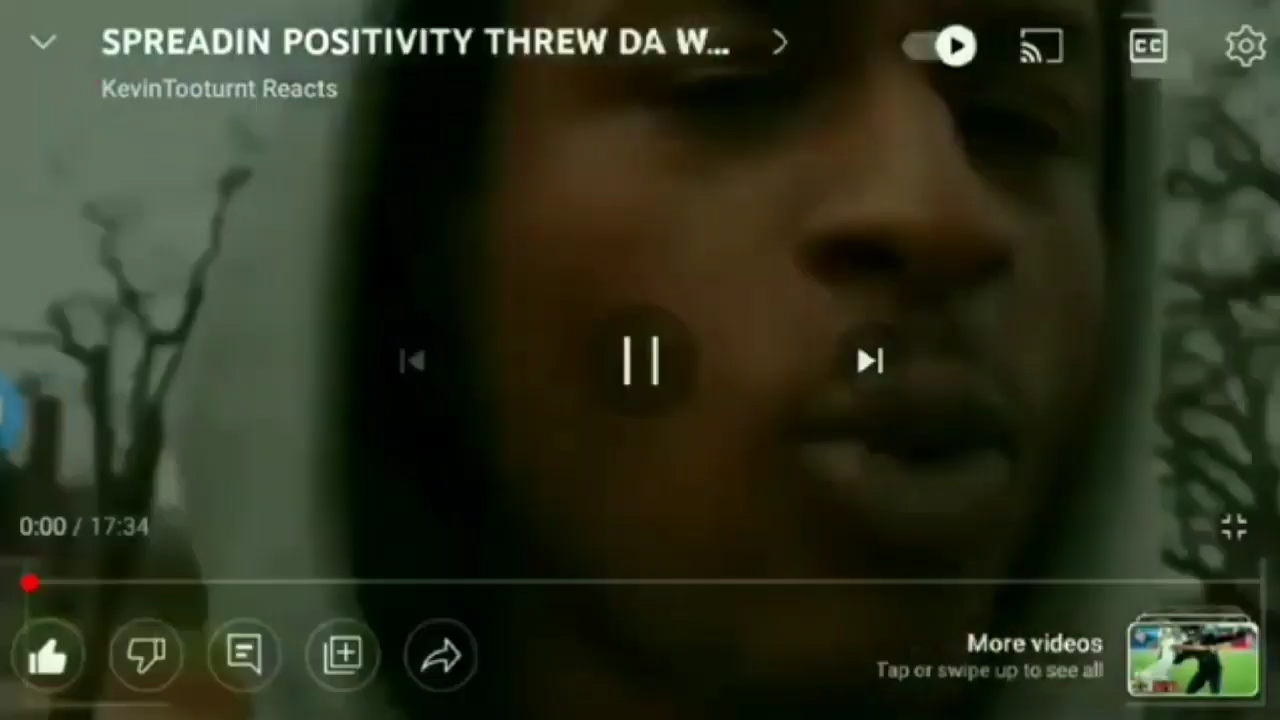 SPREADIN POSITIVITY THREW DA W...
KevinTooturnt Reacts
CC
0:00 / 17:34
More videos
Tap or swipe up to see all